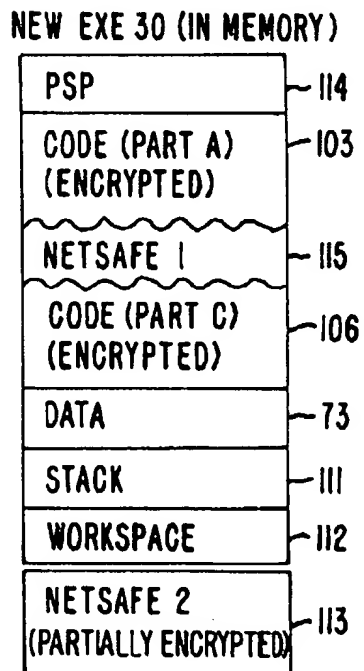 NEW EXE 30 (IN MEMORY)
PSP 114
CODE (PART A) 103
(ENCRYPTED)
NETSAFE 1 115
CODE (PART C)
(ENCRYPTED) 106
DATA 73
STACK 111
WORKSPACE 112
NETSAFE 2
(PARTIALLY ENCRYPTED) 113